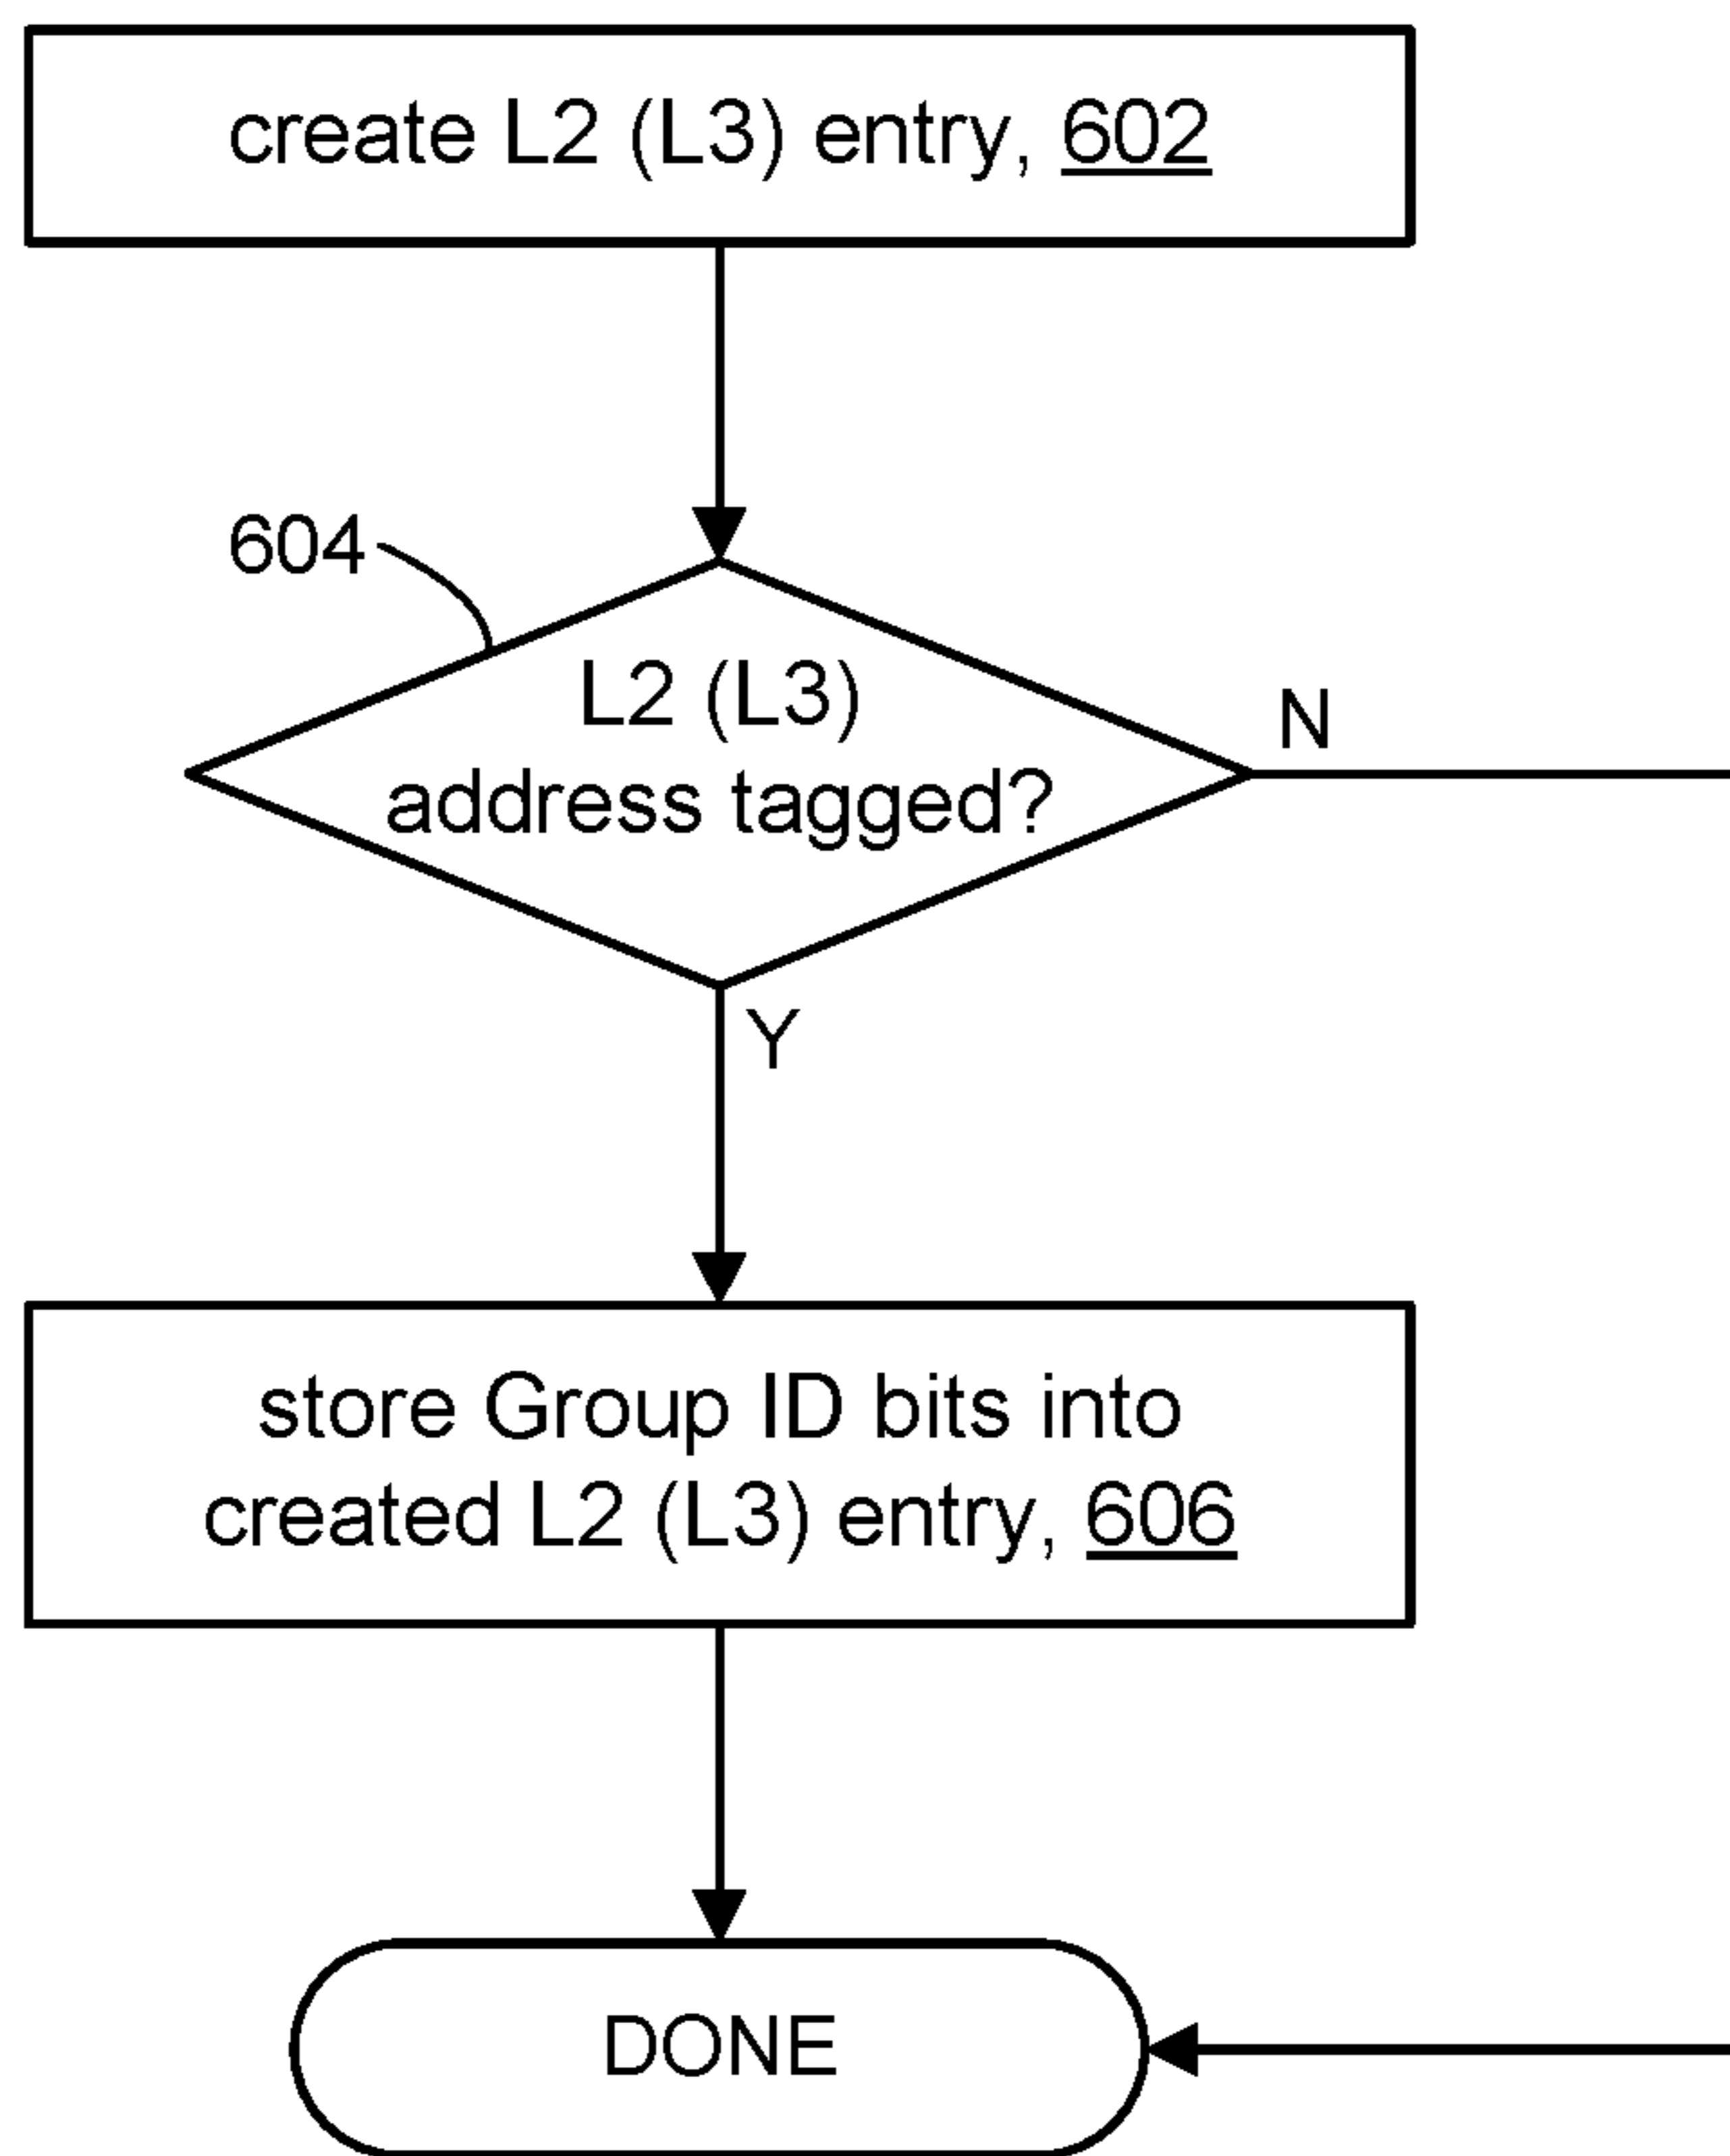 create L2 (L3) entry, 602
604
L2 (L3)
address tagged?
N
Y
store Group ID bits into
created L2 (L3) entry, 606
DONE